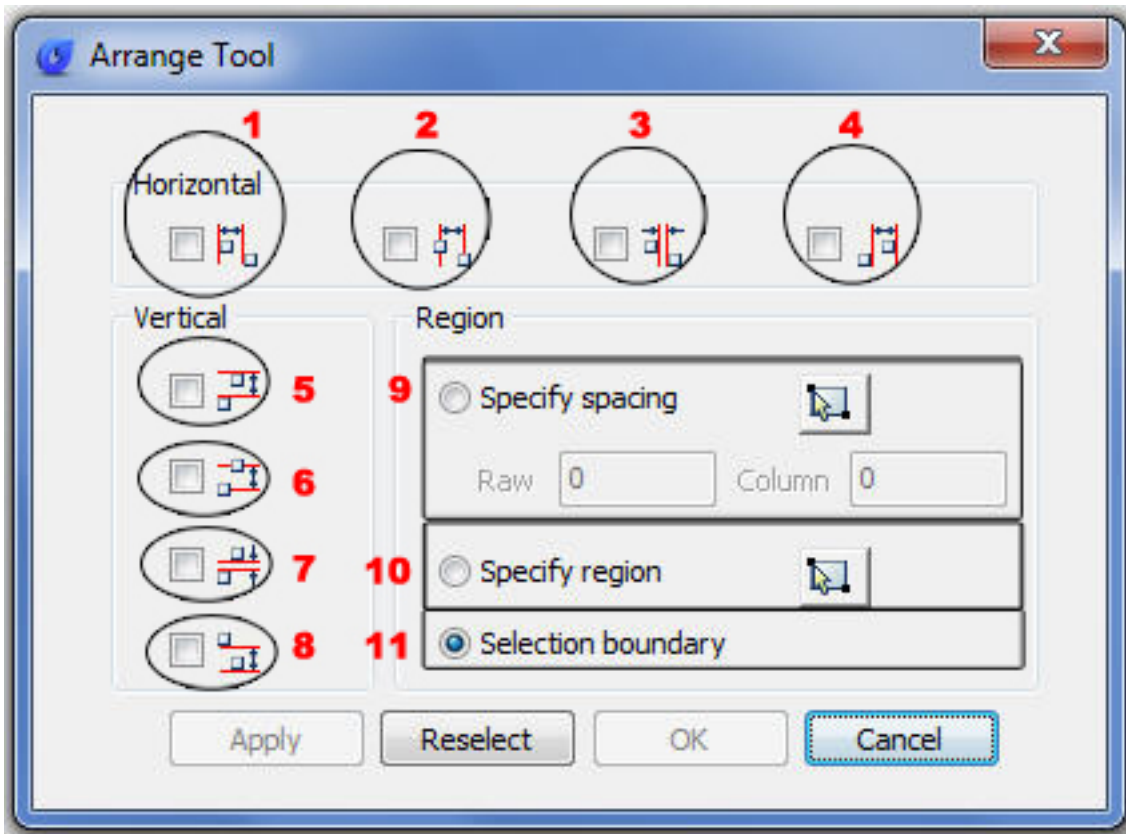 Arrange Tool
1 2 3 4
Horizontal
Vertical
Region
5
6
7
8
9 Specify spacing
Raw 0 Column 0
10 Specify region
11 Selection boundary
Apply Reselect OK Cancel